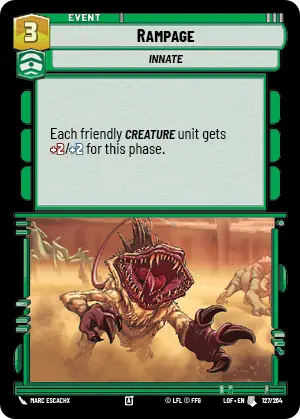 EVENT
3
RAMPAGE
INNATE
Each friendly CREATURE unit gets
+2/+2 for this phase.
MARC ESCACHX
© LFL © FFG
LOF • EN
127/264